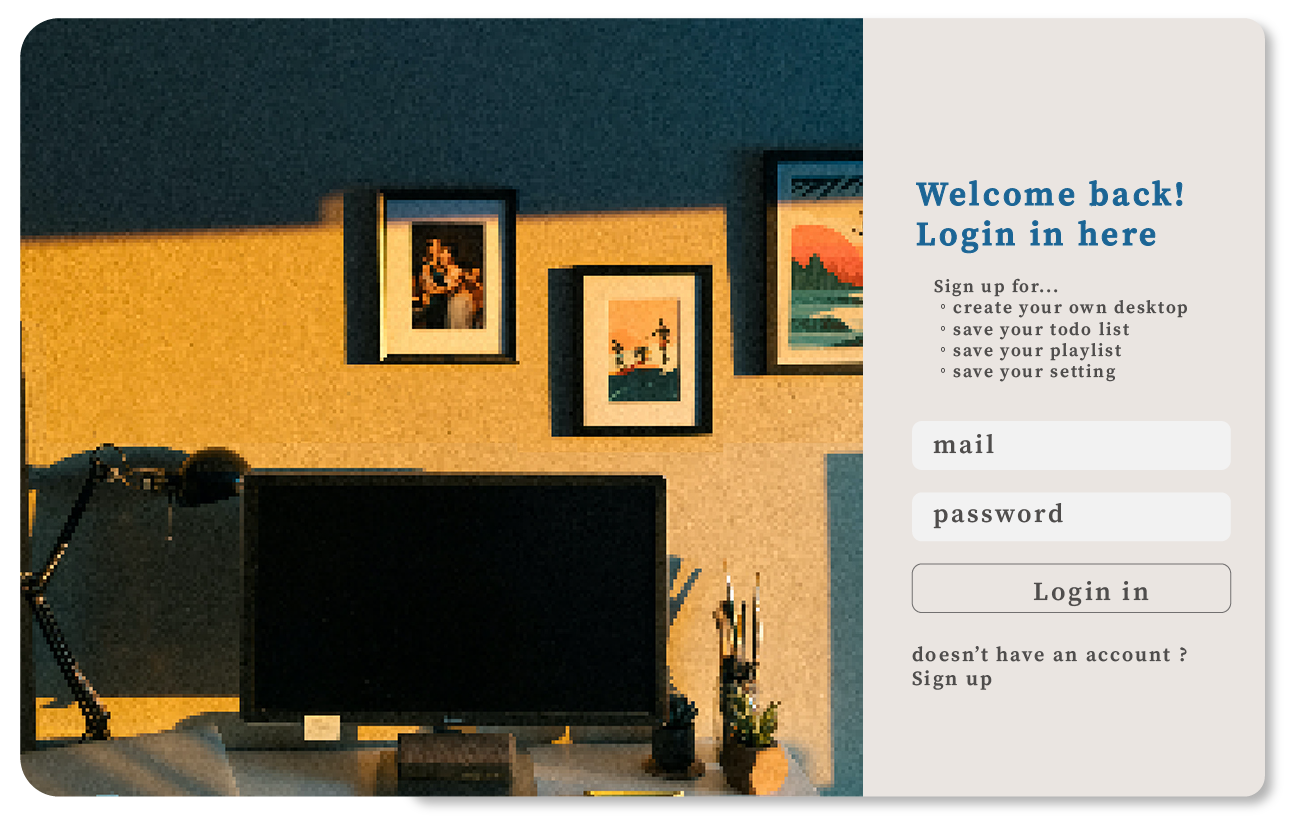 Welcome back!
Login in here
Sign up for...
◦ create your own desktop
◦ save your todo list
◦ save your playlist
◦ save your setting
mail
password
Login in
doesn’t have an account ?
Sign up